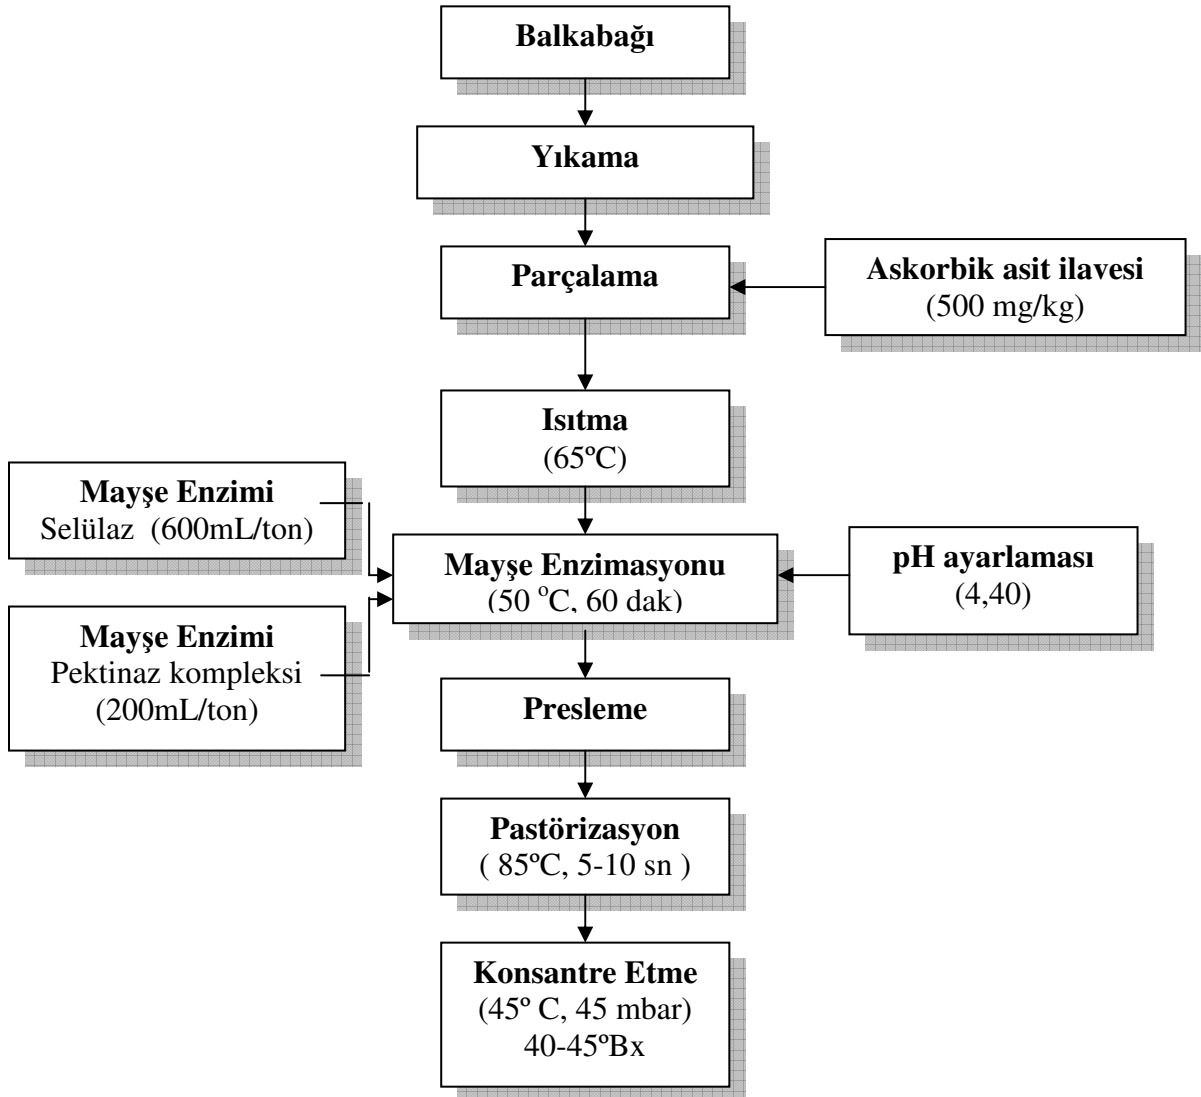 Balkabağı
Yıkama
Parçalama
Askorbik asit ilavesi
(500 mg/kg)
Isıtma
(65ºC)
Mayşe Enzimi
Selülaz  (600mL/ton)
Mayşe Enzimasyonu
(50 ºC, 60 dak)
pH ayarlaması
(4,40)
Mayşe Enzimi
Pektinaz kompleksi
(200mL/ton)
Presleme
Pastörizasyon
( 85ºC, 5-10 sn )
Konsantre Etme
(45º C, 45 mbar)
40-45ºBx